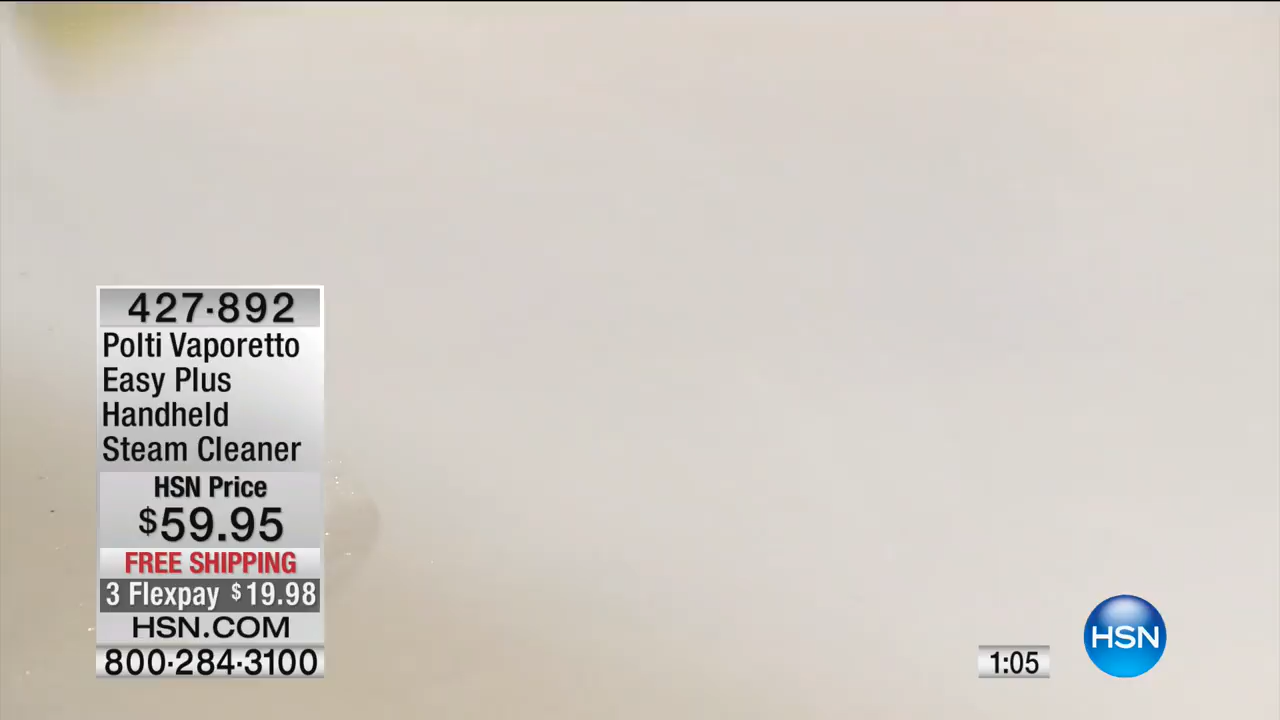 427·892
Polti Vaporetto
Easy Plus
Handheld
Steam Cleaner
HSN Price
$59.95
FREE SHIPPING
3 Flexpay $19.98
HSN.COM
800·284·3100
1:05
HSN